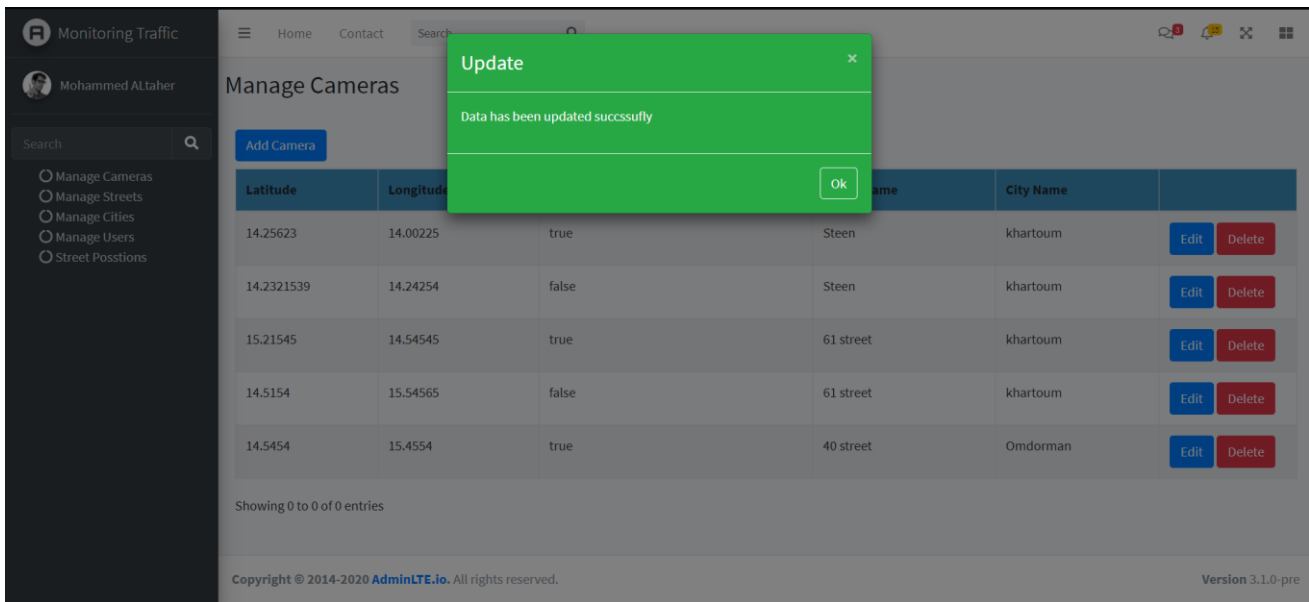 Monitoring Traffic
Mohammed ALtaher
Search
Manage Cameras
Manage Streets
Manage Cities
Manage Users
Street Posstions
Home Contact Search
3 15
Manage Cameras
Add Camera
Update ×
Data has been updated succssufly
Ok
Latitude Longitude ame City Name
14.25623 14.00225 true Steen khartoum Edit Delete
14.2321539 14.24254 false Steen khartoum Edit Delete
15.21545 14.54545 true 61 street khartoum Edit Delete
14.5154 15.54565 false 61 street khartoum Edit Delete
14.5454 15.4554 true 40 street Omdorman Edit Delete
Showing 0 to 0 of 0 entries
Copyright © 2014-2020 AdminLTE.io. All rights reserved. Version 3.1.0-pre